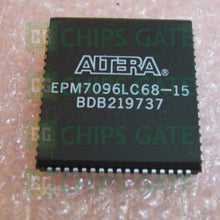 CHIPS GATE
ALTERA®
EPM7096LC68-15
BDB219737